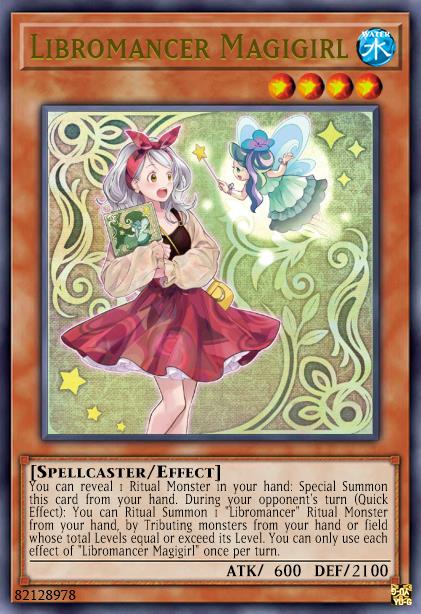 Libromancer Magigirl
WATER
水
[Spellcaster/Effect]
You can reveal 1 Ritual Monster in your hand: Special Summon
this card from your hand. During your opponent's turn (Quick
Effect): You can Ritual Summon 1 "Libromancer" Ritual Monster
from your hand, by Tributing monsters from your hand or field
whose total Levels equal or exceed its Level. You can only use each
effect of "Libromancer Magigirl" once per turn.
ATK/ 600 DEF/2100
82128978